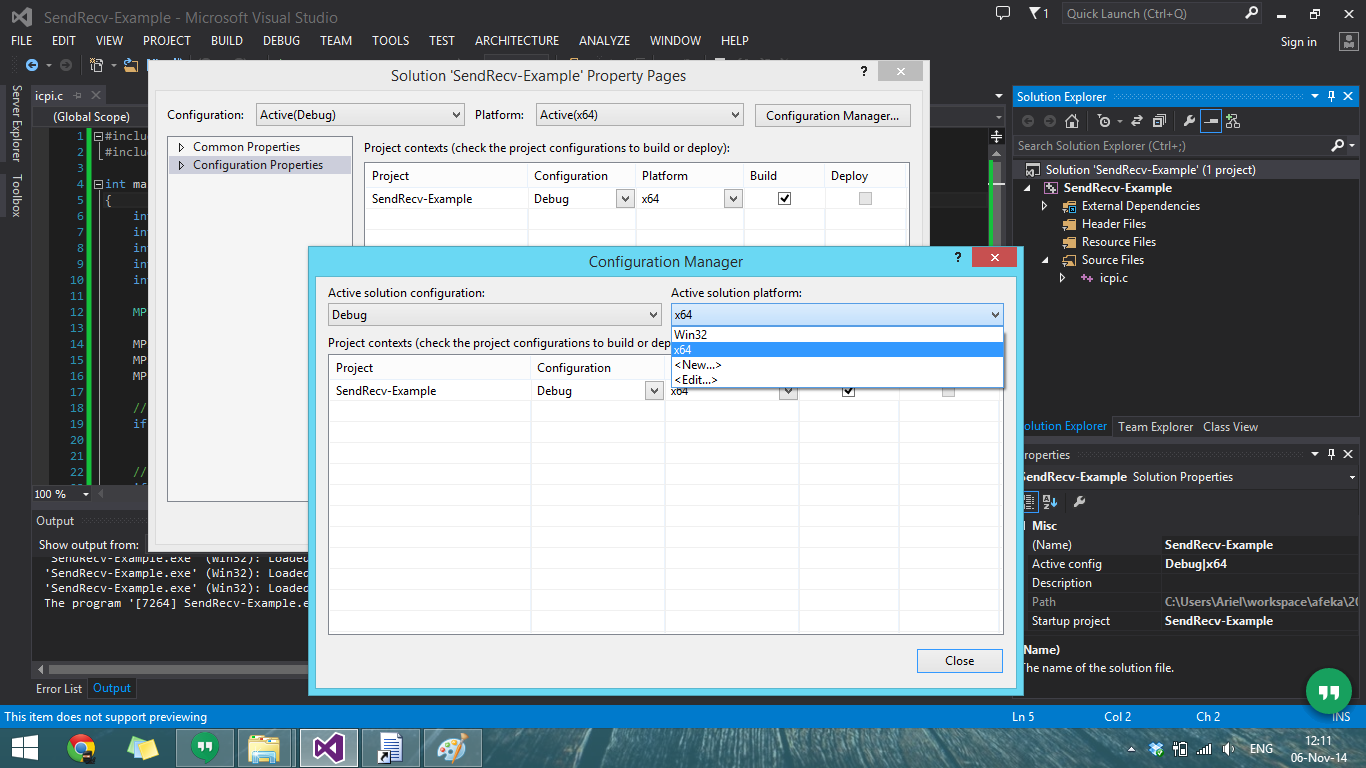 SendRecv-Example - Microsoft Visual Studio
1
Quick Launch (Ctrl+Q)
FILE EDIT VIEW PROJECT BUILD DEBUG TEAM TOOLS TEST ARCHITECTURE ANALYZE WINDOW HELP
Sign in
Server Explorer
Toolbox
icpi.c
(Global Scope)
1 #inclu
2 #inclu
3
4 int ma
5 {
6 int
7 int
8 int
9 int
10 int
11
12 MP
13
14 MP
15 MP
16 MP
17
18 //
19 if
20
21
22 //
100 %
Solution 'SendRecv-Example' Property Pages
?
Configuration: Active(Debug) Platform: Active(x64) Configuration Manager...
Common Properties
Configuration Properties
Project contexts (check the project configurations to build or deploy):
Project Configuration Platform Build Deploy
SendRecv-Example Debug x64
Configuration Manager
?
Active solution configuration: Active solution platform:
Debug x64
Win32
x64
<New...>
<Edit...>
Project contexts (check the project configurations to build or dep
Project Configuration
SendRecv-Example Debug x64
Close
Solution Explorer
Search Solution Explorer (Ctrl+;)
Solution 'SendRecv-Example' (1 project)
SendRecv-Example
External Dependencies
Header Files
Resource Files
Source Files
icpi.c
olution Explorer Team Explorer Class View
roperties
SendRecv-Example Solution Properties
Misc
(Name) SendRecv-Example
Active config Debug|x64
Description
Path C:\Users\Ariel\workspace\afeka\20
Startup project SendRecv-Example
Name)
The name of the solution file.
Output
Show output from:
'SendRecv-Example.exe' (Win32): Loaded
'SendRecv-Example.exe' (Win32): Loaded
'SendRecv-Example.exe' (Win32): Loaded
The program '[7264] SendRecv-Example.e
Error List Output
This item does not support previewing
Ln 5 Col 2 Ch 2 INS
ENG
12:11
06-Nov-14